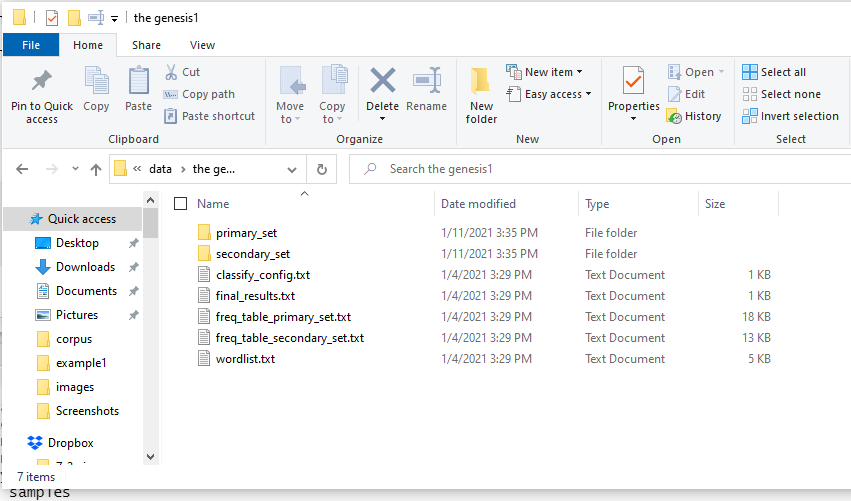 the genesis1
File Home Share View
Pin to Quick access
Copy
Paste
Cut
Copy path
Paste shortcut
Clipboard
Move to
Copy to
Delete
Rename
Organize
New folder
New item
Easy access
New
Properties
Open
Edit
History
Open
Select all
Select none
Invert selection
Select
« data › the ge...
Search the genesis1
Quick access
Desktop
Downloads
Documents
Pictures
corpus
example1
images
Screenshots
Dropbox
Name Date modified Type Size
primary_set 1/11/2021 3:35 PM File folder
secondary_set 1/11/2021 3:35 PM File folder
classify_config.txt 1/4/2021 3:29 PM Text Document 1 KB
final_results.txt 1/4/2021 3:29 PM Text Document 1 KB
freq_table_primary_set.txt 1/4/2021 3:29 PM Text Document 18 KB
freq_table_secondary_set.txt 1/4/2021 3:29 PM Text Document 13 KB
wordlist.txt 1/4/2021 3:29 PM Text Document 5 KB
7 items
samples